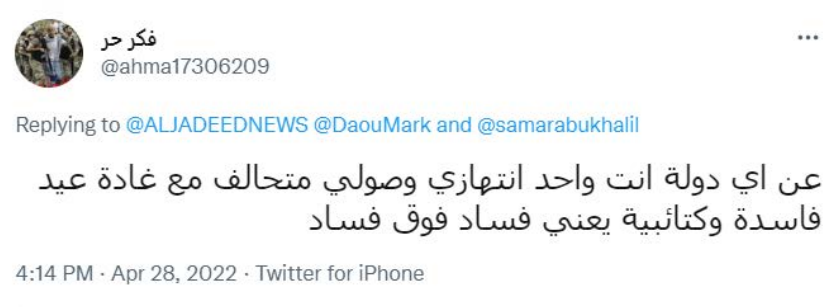 فكر حر
@ahma17306209
Replying to @ALJADEEDNEWS @DaouMark and @samarabukhalil
عن اي دولة انت واحد انتهازي وصولي متحالف مع غادة عيد
فاسدة وكتائبية يعني فساد فوق فساد
4:14 PM · Apr 28, 2022 · Twitter for iPhone